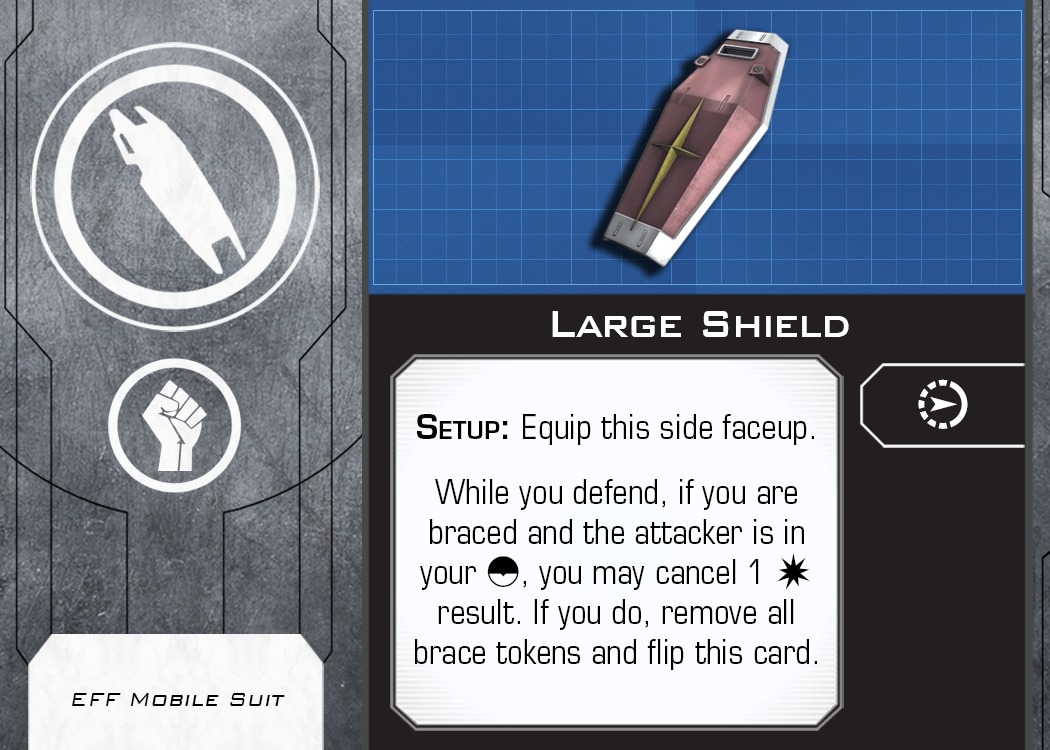 Large Shield
Setup: Equip this side faceup.
While you defend, if you are
braced and the attacker is in
your , you may cancel 1
result. If you do, remove all
brace tokens and flip this card.
EFF Mobile Suit